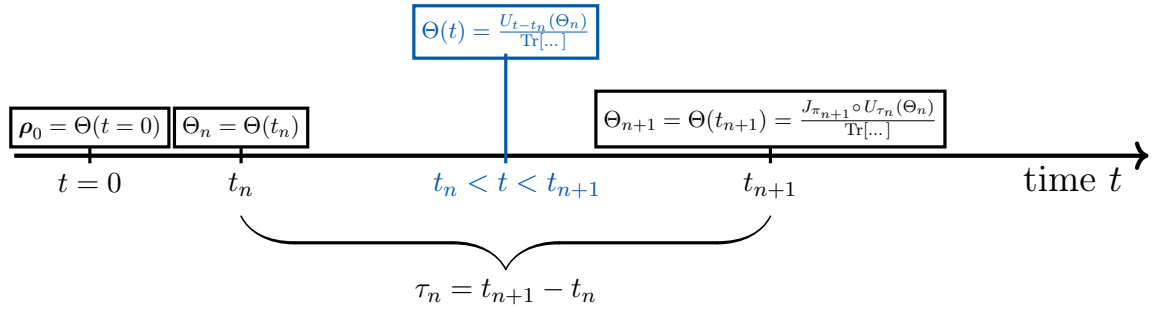 Θ(t) = U_{t−t_n}(Θ_n) / Tr[...]
ρ_0 = Θ(t = 0)
Θ_n = Θ(t_n)
Θ_{n+1} = Θ(t_{n+1}) = J_{π_{n+1}} ∘ U_{τ_n}(Θ_n) / Tr[...]
t = 0
t_n
t_n < t < t_{n+1}
t_{n+1}
time t
τ_n = t_{n+1} − t_n